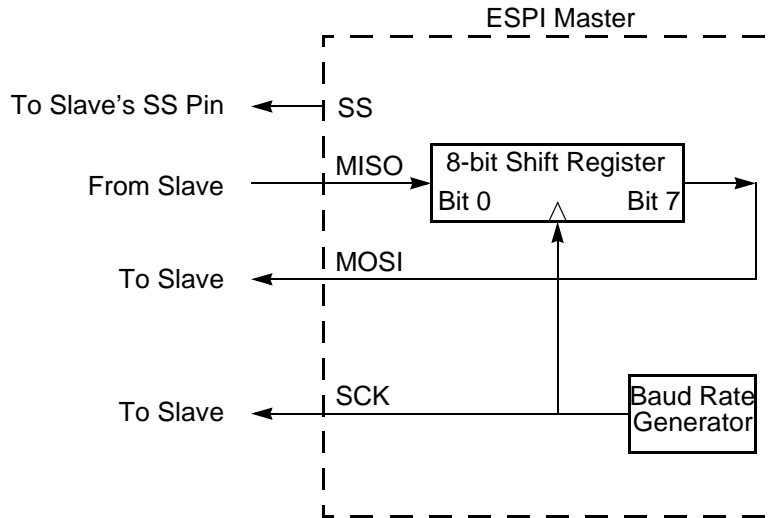 ESPI Master
To Slave's SS Pin
SS
From Slave
MISO
8-bit Shift Register
Bit 0
Bit 7
To Slave
MOSI
To Slave
SCK
Baud Rate
Generator